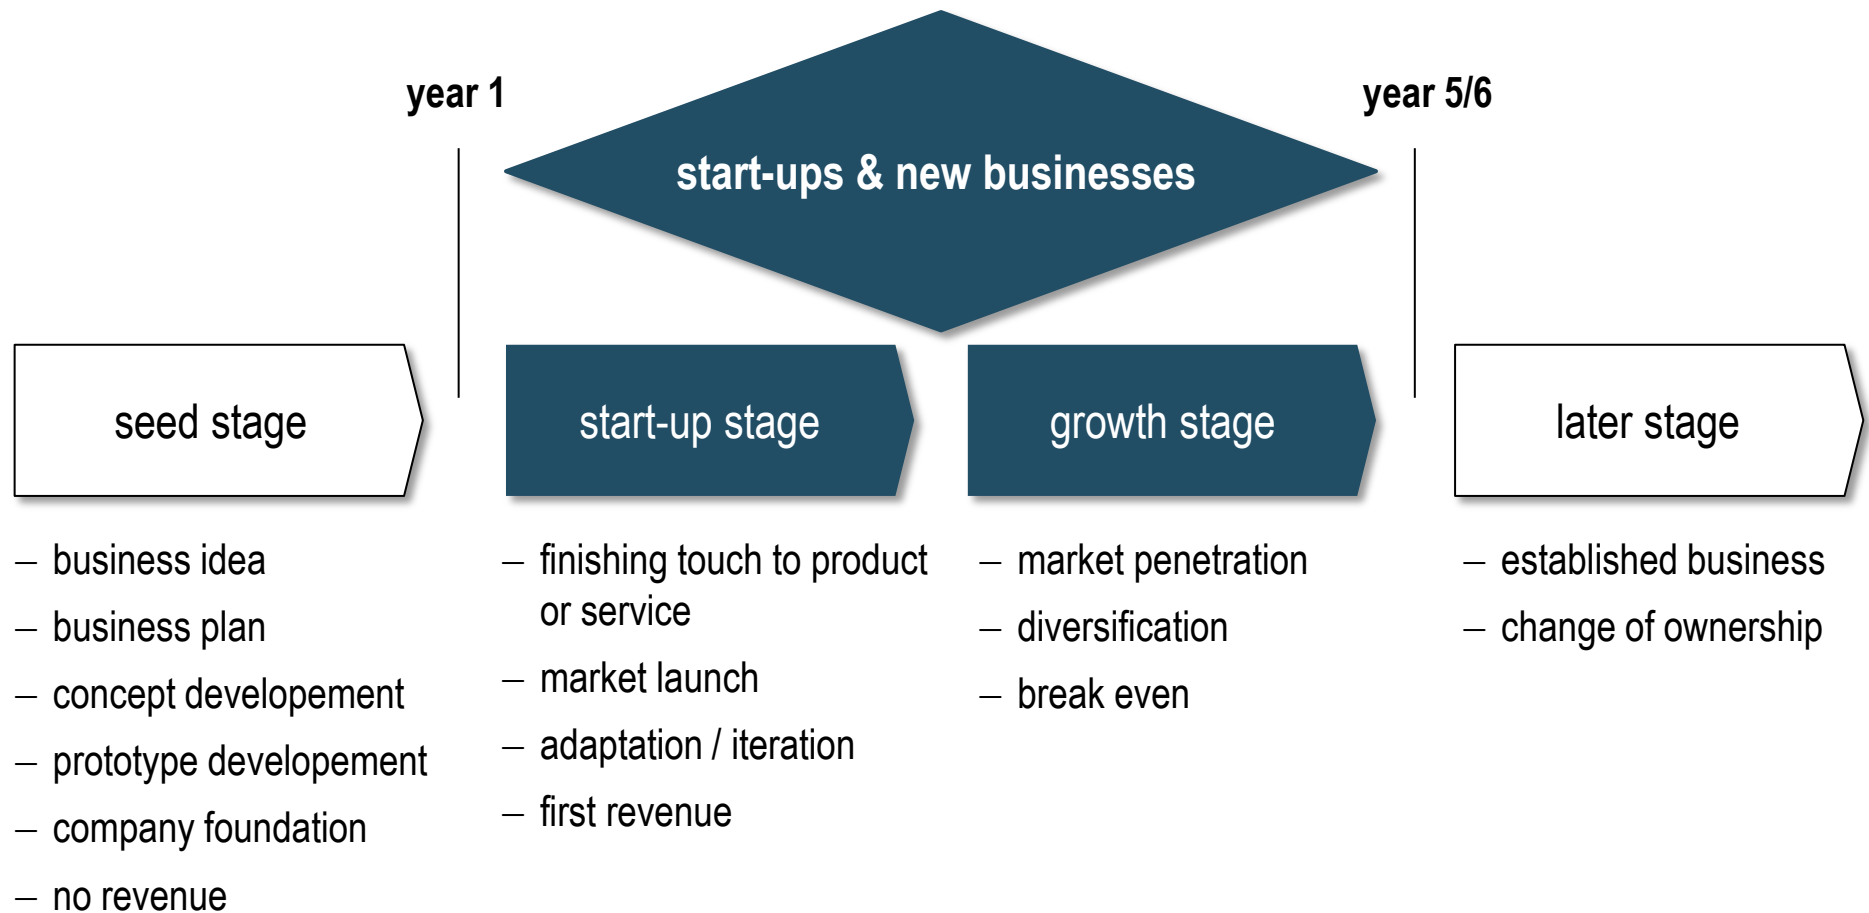 year 1
year 5/6
start-ups & new businesses
seed stage
– business idea
– business plan
– concept developement
– prototype developement
– company foundation
– no revenue
start-up stage
– finishing touch to product
or service
– market launch
– adaptation / iteration
– first revenue
growth stage
– market penetration
– diversification
– break even
later stage
– established business
– change of ownership